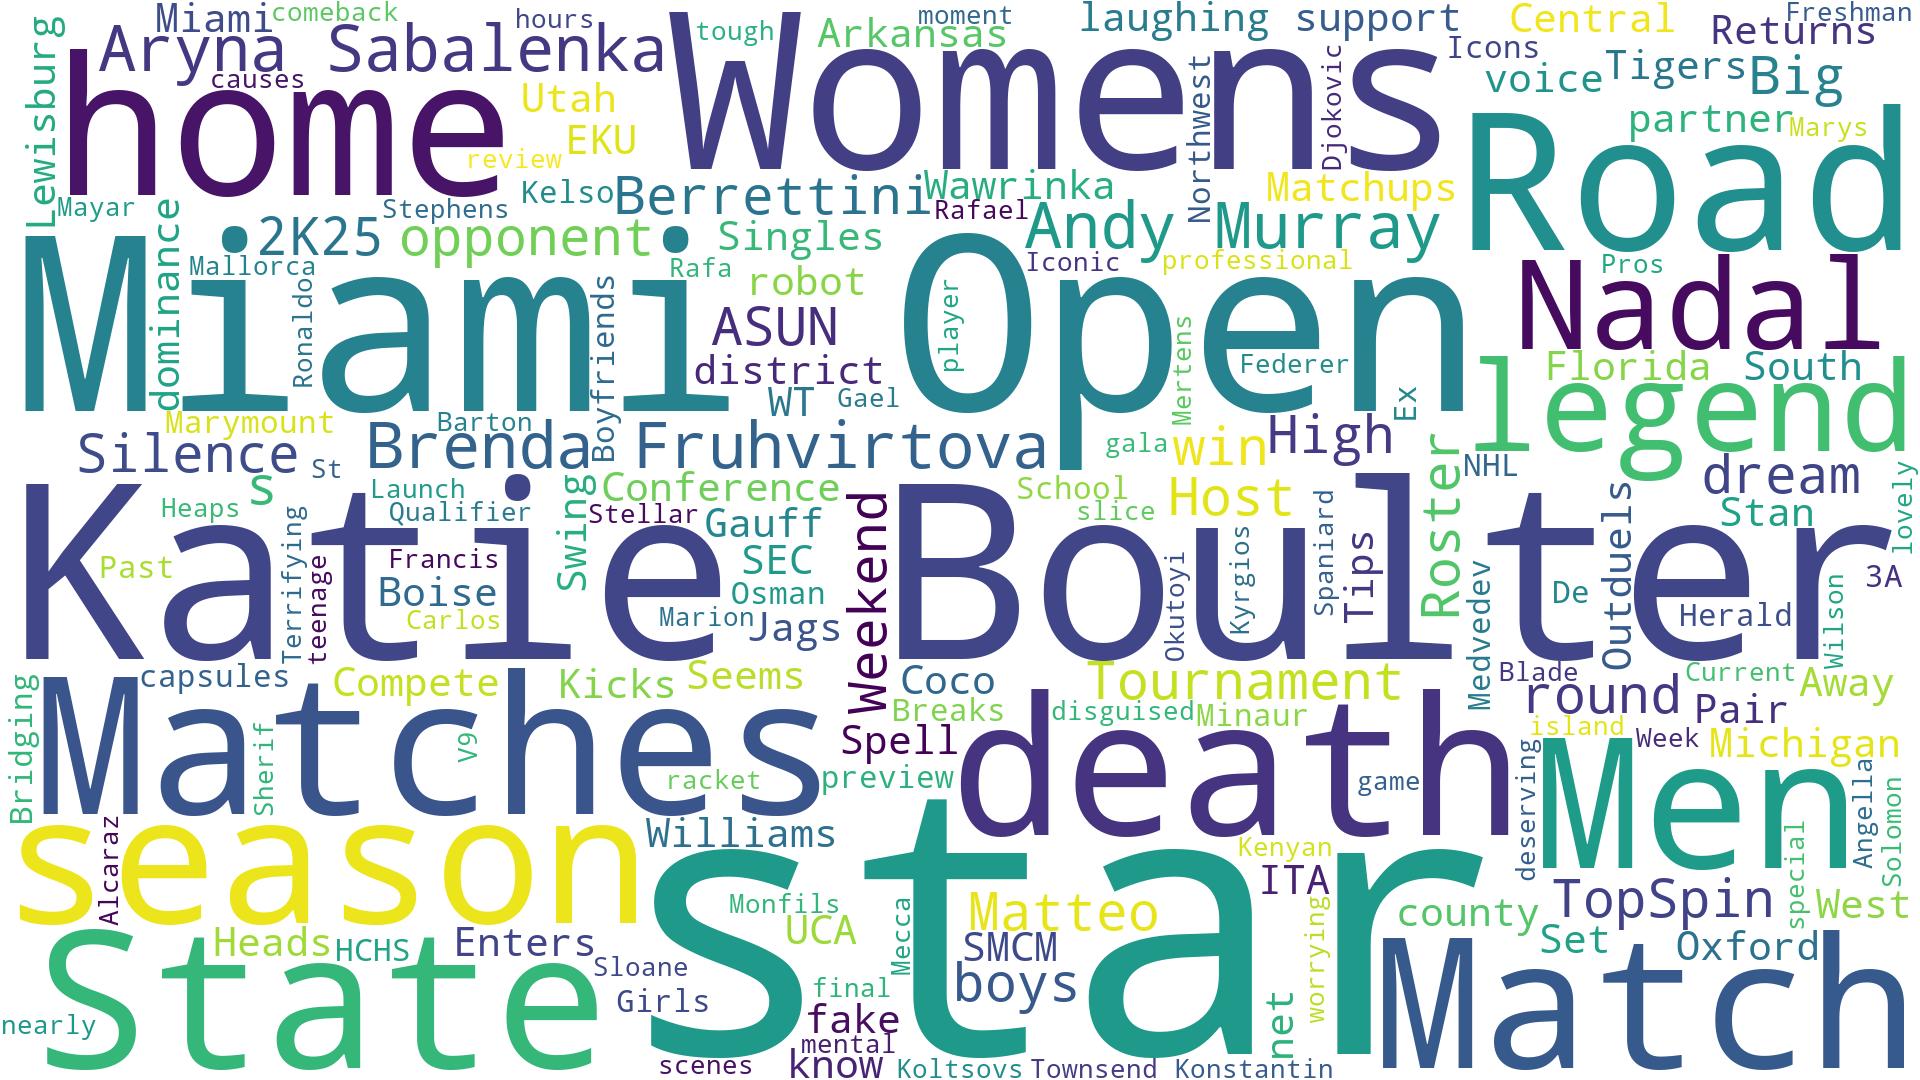 Miami
comeback
hours
tough
moment
laughing
support
Central
Freshman
Lewisburg
Aryna Sabalenka
causes
Womens
Arkansas
Icons
Returns
home
Utah
EKU
review
Northwest
Djokovic
voice
Tigers
Big
partner
Marys
Road
Mayar
Stephens
Kelso
Berrettini
Wawrinka
Rafael
Matchups
dominance
2K25
opponent
Singles
Andy Murray
Mallorca
Rafa
robot
Iconic
professional
Pros
Miami Open
Ronaldo
Boyfriends
ASUN
player
Nadal
district
Mertens
Federer
Florida
South
WT
Gael
Ex
legend
Marymount
Barton
Silence
St
Brenda Fruhvirtova
gala
win
High
Roster
NHL
dream
lovely
Heaps
s
Launch
Qualifier
Swing
Conference
Stellar
Gauff
Weekend
School
slice
Host
Outduels
Stan
Katie Boulter
Past
Terrifying
teenage
Francis
Boise
Carlos
SEC
Osman
Marion
Jags
Okutoyi
Kyrgios
Spaniard
Tips
Medvedev
De
3A
Herald
Wilson
capsules
Compete
Kicks
Seems
Coco
Tournament
Blade
Current
Away
Bridging
Matches
Sherif
V9
Breaks
disguised
Minaur
round
Pair
Spell
island
Week
Michigan
racket
preview
death
game
deserving
Men
Angella
Solomon
season
Alcaraz
Williams
star
Kenyan
special
ITA
Monfils
UCA
Mecca
Matteo
worrying
county
TopSpin
West
State
Heads
HCHS
Enters
Sloane
Girls
SMCM
boys
Set
Oxford
Match
final
nearly
fake
mental
net
scenes
know
Koltsovs
Townsend
Konstantin